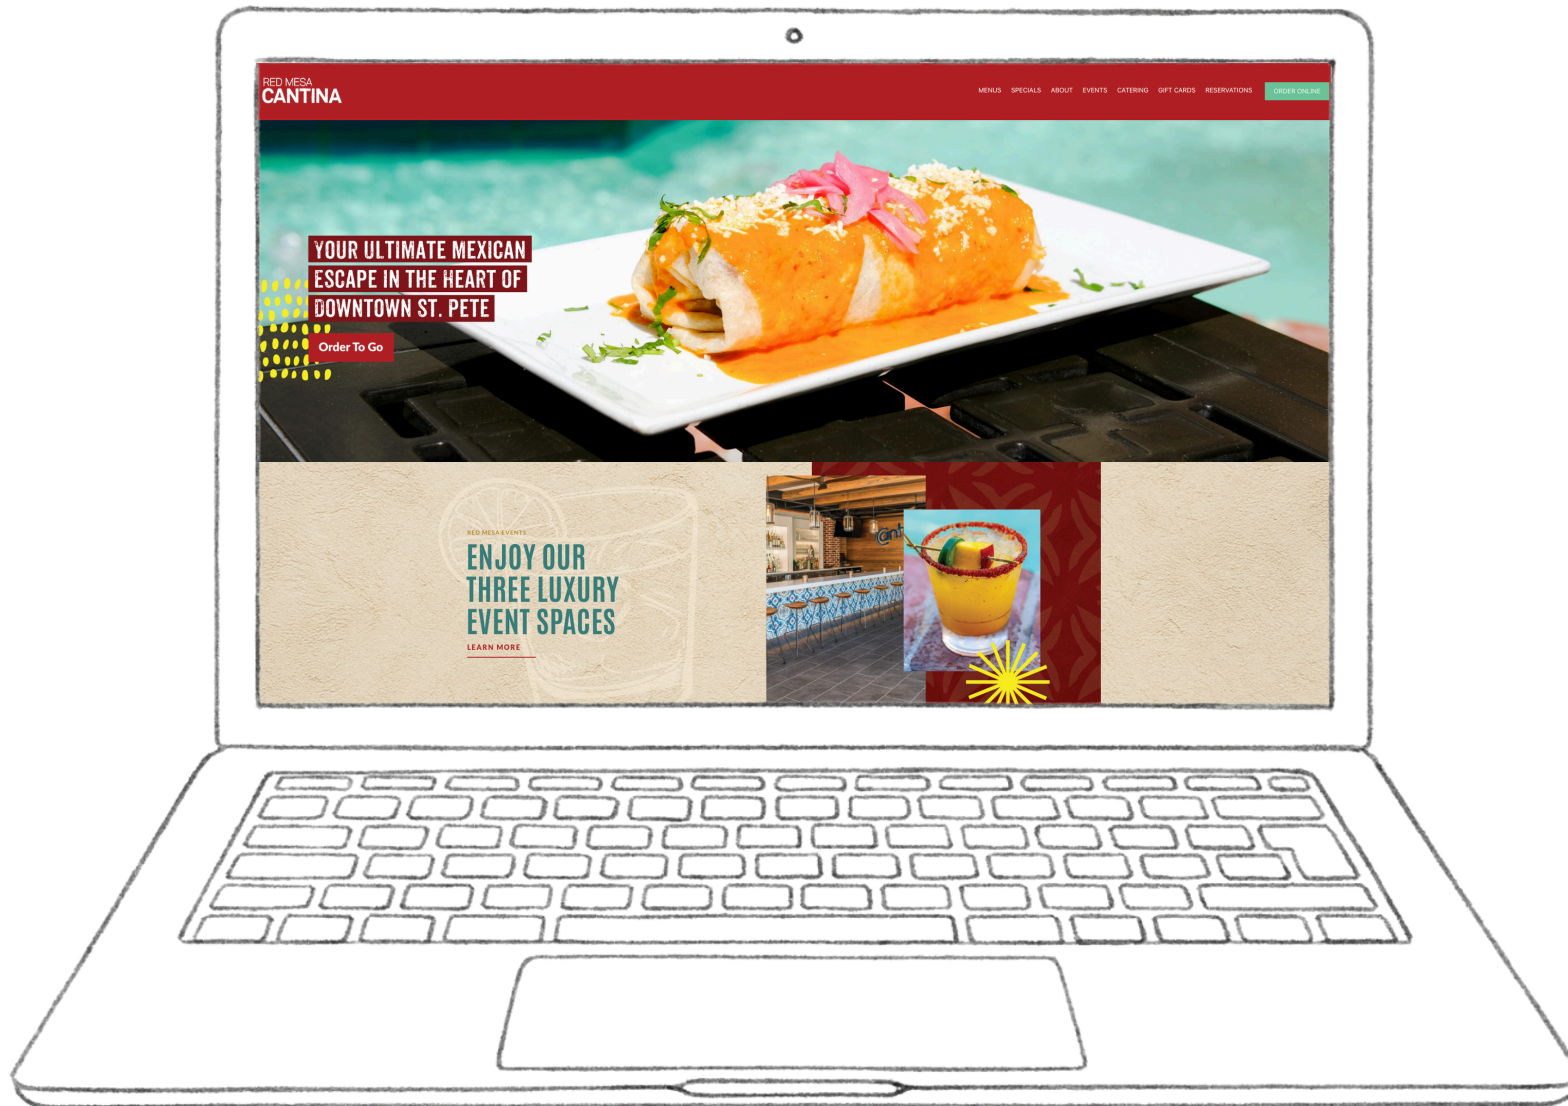 RED MESA
CANTINA
MENUS SPECIALS ABOUT EVENTS CATERING GIFT CARDS RESERVATIONS ORDER ONLINE
YOUR ULTIMATE MEXICAN
ESCAPE IN THE HEART OF
DOWNTOWN ST. PETE
Order To Go
RED MESA EVENTS
ENJOY OUR
THREE LUXURY
EVENT SPACES
LEARN MORE